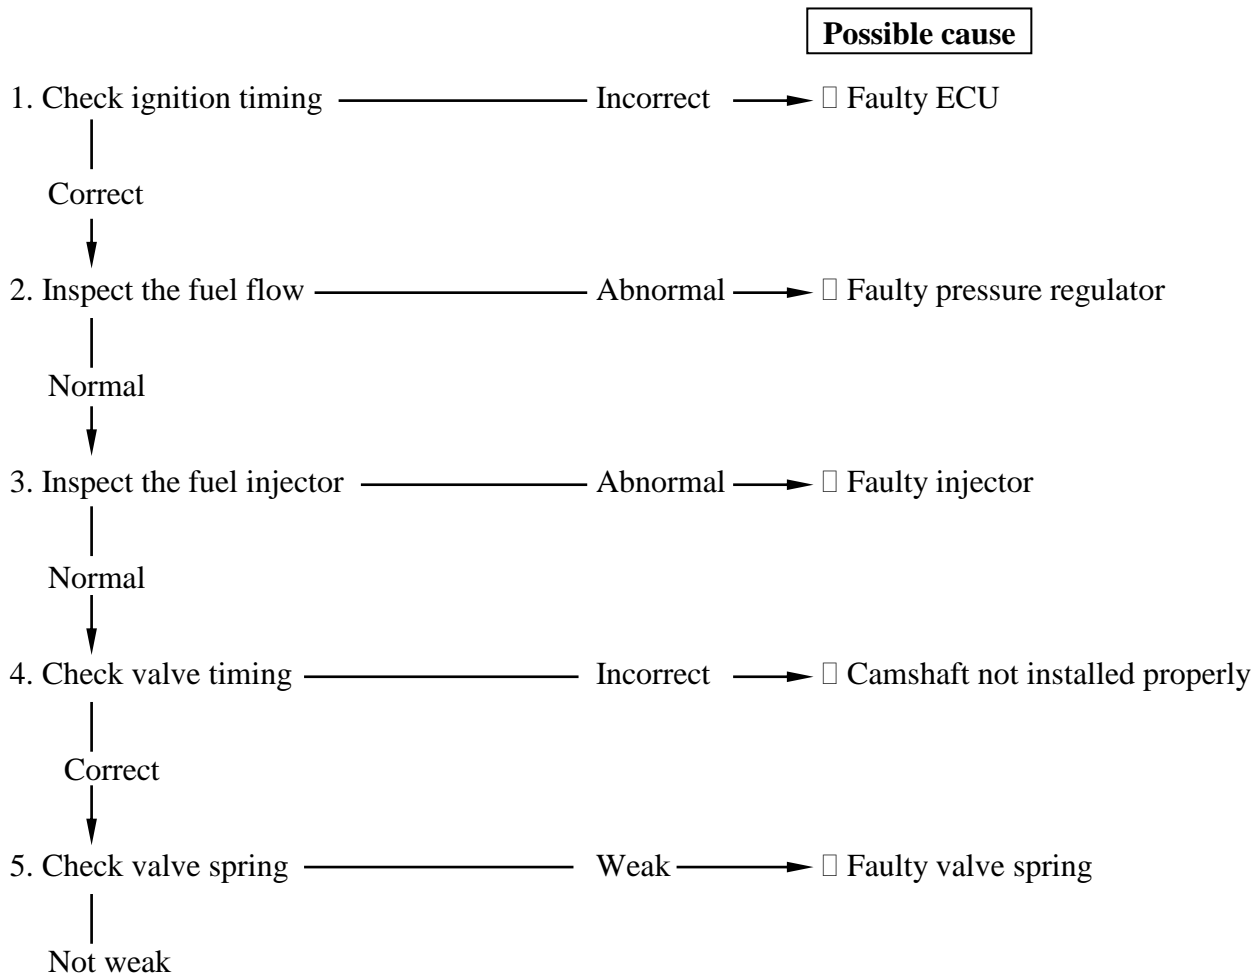 Possible cause
1. Check ignition timing Incorrect Faulty ECU
Correct
2. Inspect the fuel flow Abnormal Faulty pressure regulator
Normal
3. Inspect the fuel injector Abnormal Faulty injector
Normal
4. Check valve timing Incorrect Camshaft not installed properly
Correct
5. Check valve spring Weak Faulty valve spring
Not weak